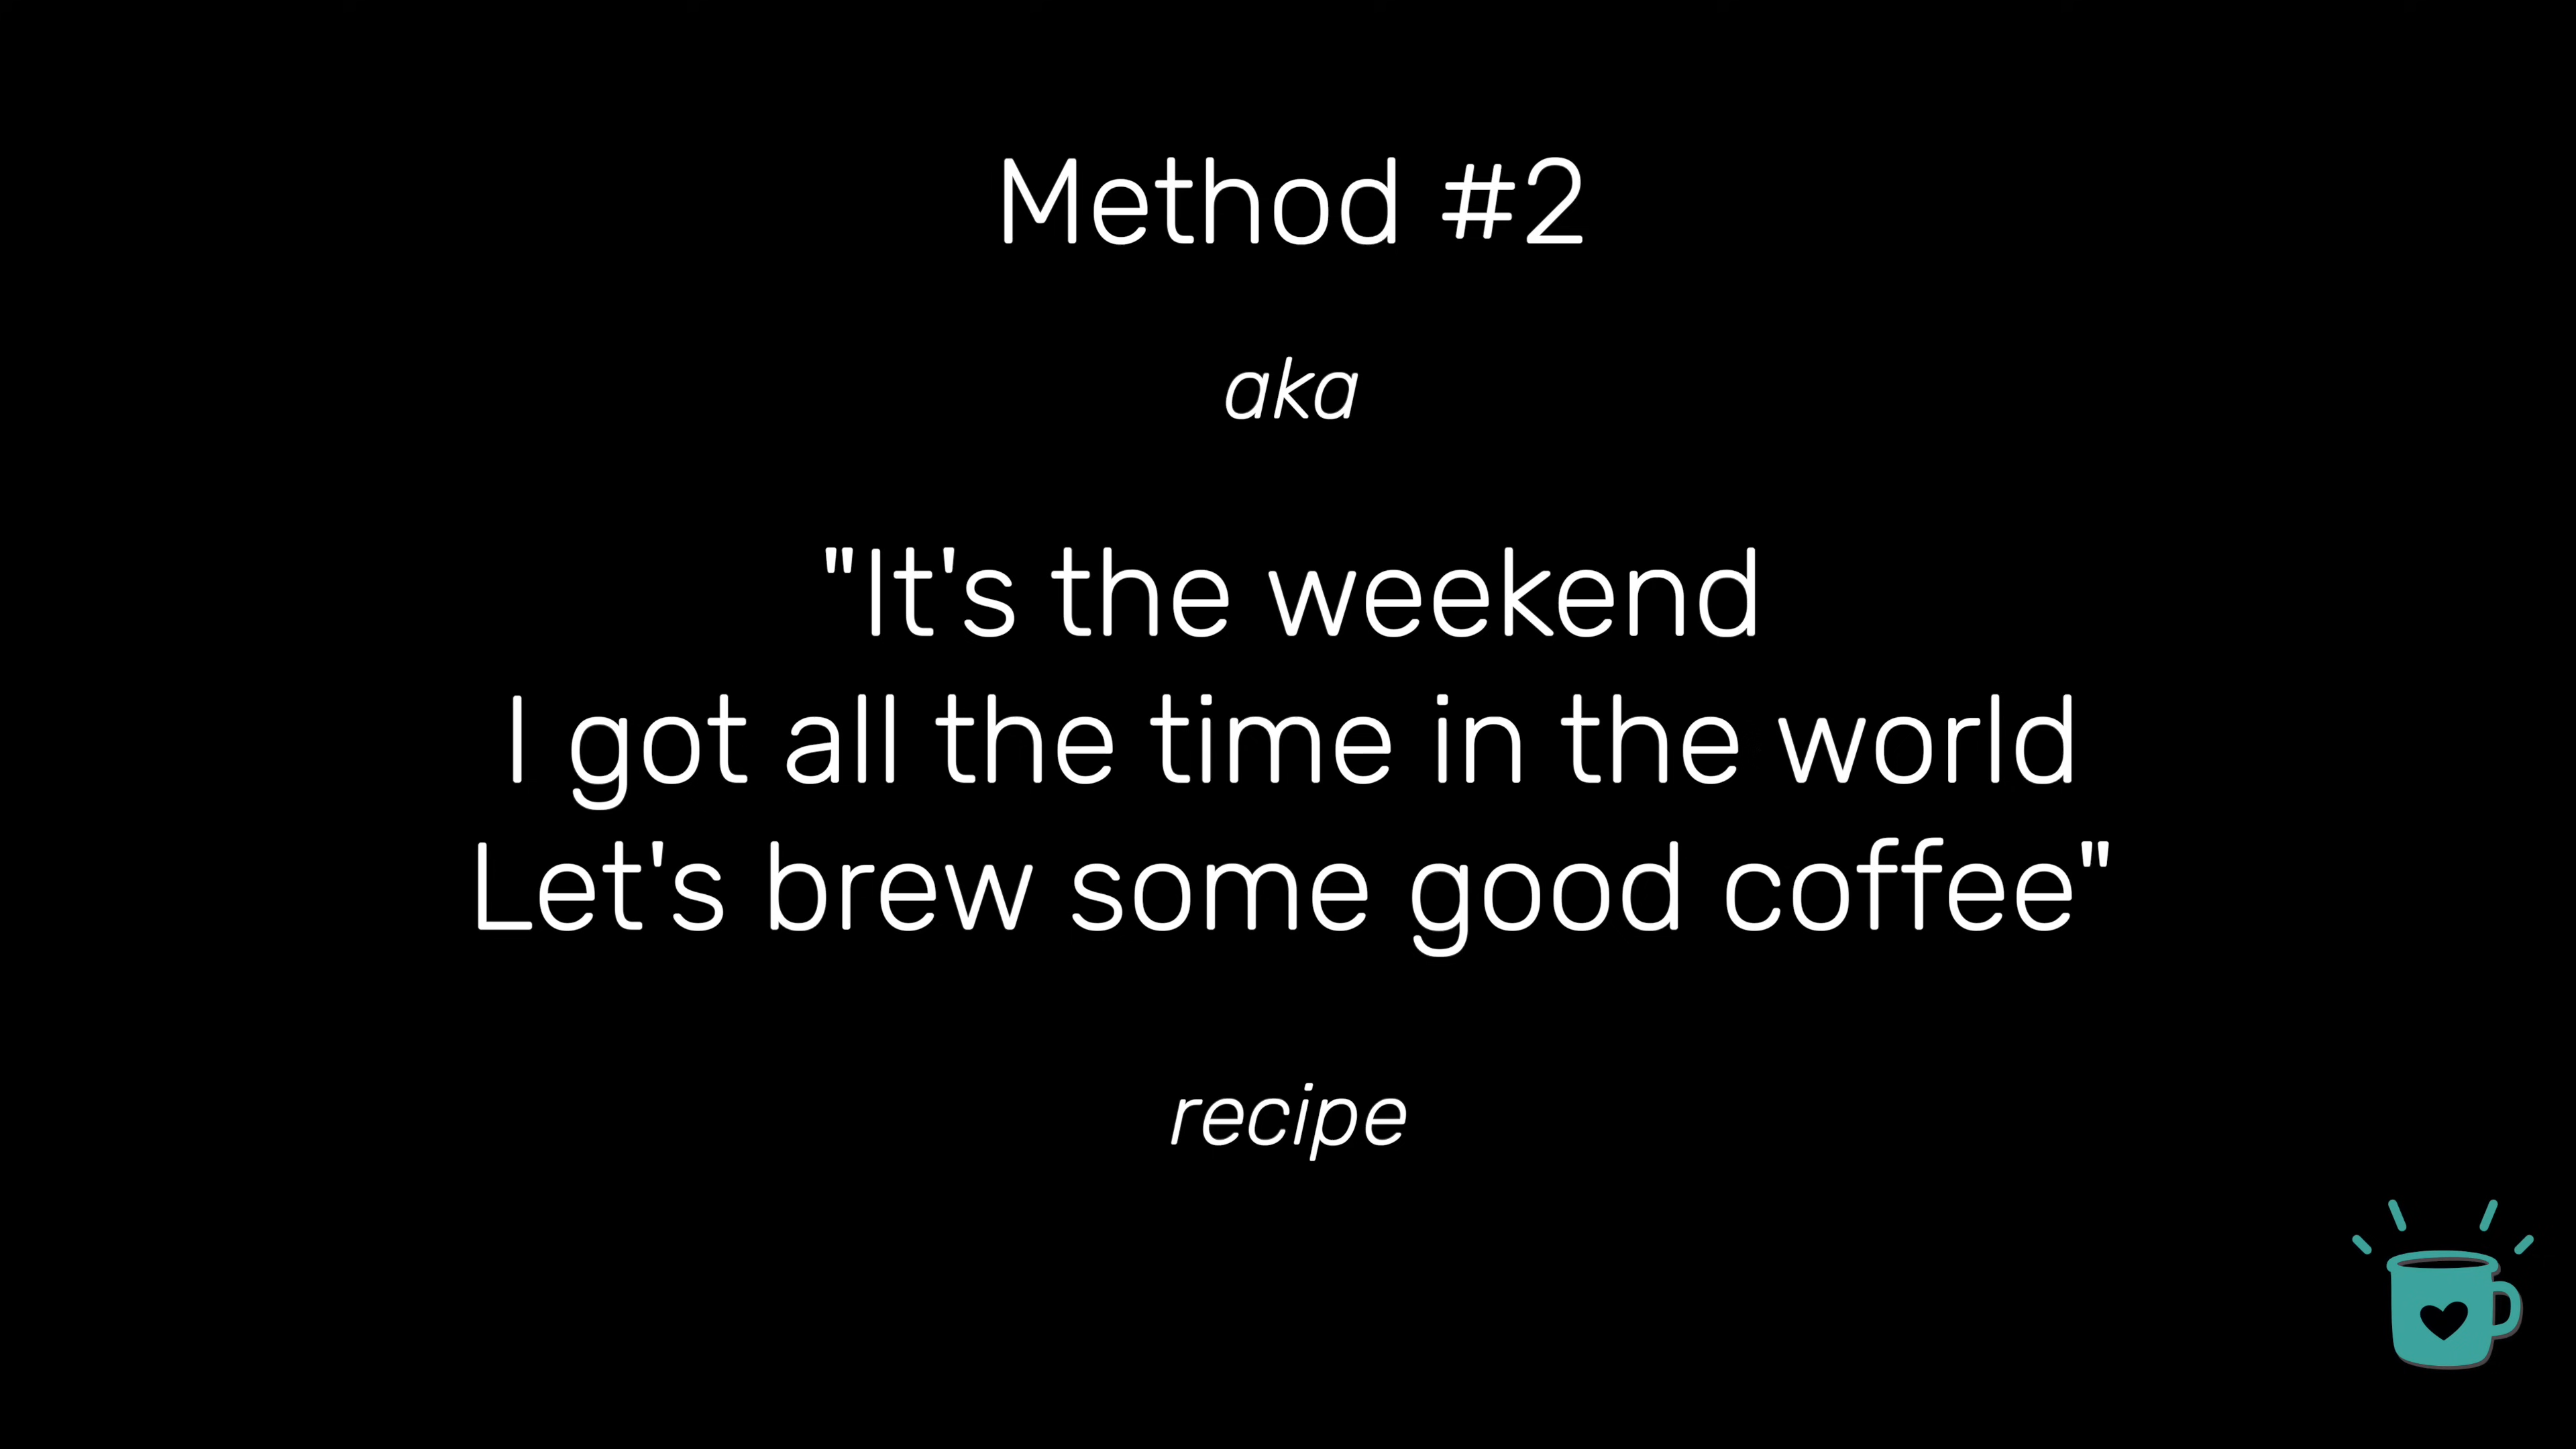 Method #2
aka
"It's the weekend
I got all the time in the world
Let's brew some good coffee"
recipe